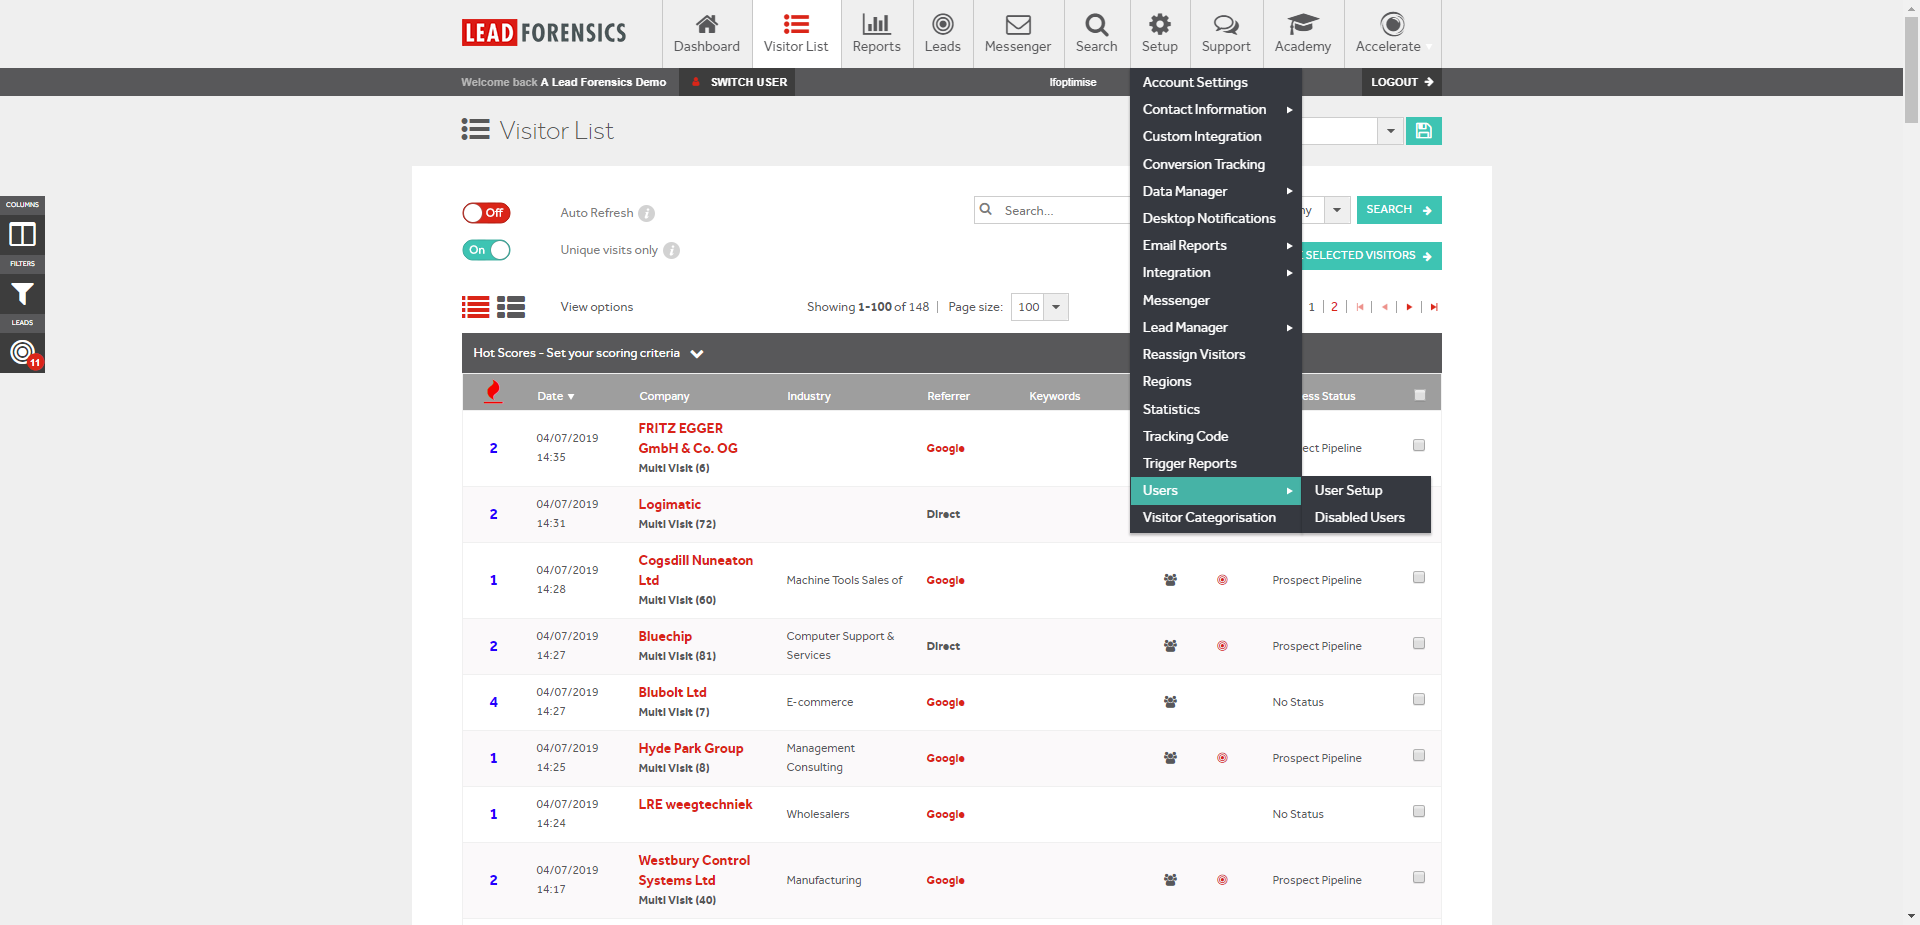 LEAD FORENSICS
Dashboard
Visitor List
Reports
Leads
Messenger
Search
Setup
Support
Academy
Accelerate
Welcome back A Lead Forensics Demo
SWITCH USER
lfoptimise
LOGOUT
Visitor List
Account Settings
Contact Information
Custom Integration
Conversion Tracking
Data Manager
Desktop Notifications
Email Reports
Integration
Messenger
Lead Manager
Reassign Visitors
Regions
Statistics
Tracking Code
Trigger Reports
Users
Visitor Categorisation
User Setup
Disabled Users
COLUMNS
FILTERS
LEADS
11
Off
Auto Refresh
On
Unique visits only
Search...
SEARCH
SELECTED VISITORS
View options
Showing 1-100 of 148
Page size: 100
1 2
Hot Scores - Set your scoring criteria
Date Company Industry Referrer Keywords ess Status
2 04/07/2019 14:35 FRITZ EGGER GmbH & Co. OG Multi Visit (6) Google ect Pipeline
2 04/07/2019 14:31 Logimatic Multi Visit (72) Direct
1 04/07/2019 14:28 Cogsdill Nuneaton Ltd Multi Visit (60) Machine Tools Sales of Google Prospect Pipeline
2 04/07/2019 14:27 Bluechip Multi Visit (81) Computer Support & Services Direct Prospect Pipeline
4 04/07/2019 14:27 Blubolt Ltd Multi Visit (7) E-commerce Google No Status
1 04/07/2019 14:25 Hyde Park Group Multi Visit (8) Management Consulting Google Prospect Pipeline
1 04/07/2019 14:24 LRE weegtechniek Wholesalers Google No Status
2 04/07/2019 14:17 Westbury Control Systems Ltd Multi Visit (40) Manufacturing Google Prospect Pipeline